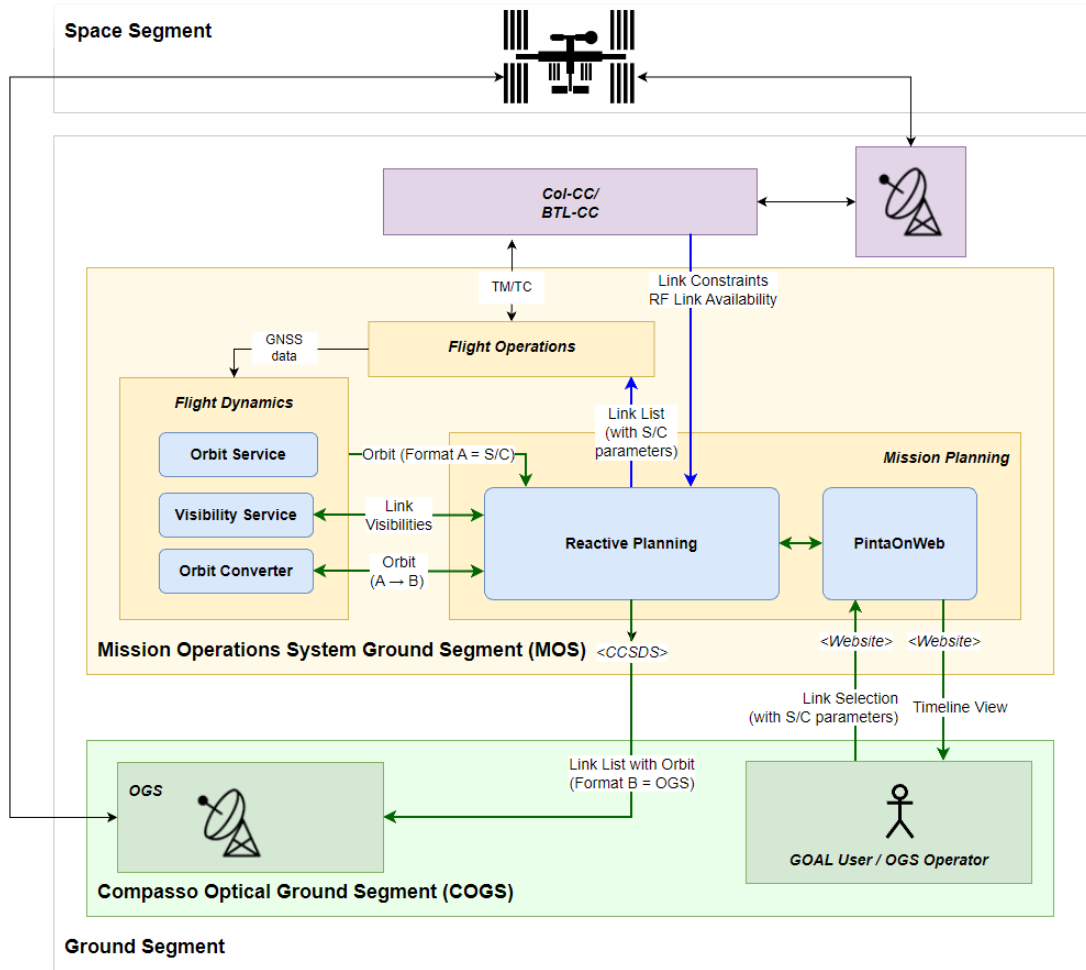 Space Segment
Col-CC/
BTL-CC
Link Constraints
RF Link Availability
TM/TC
Flight Operations
GNSS
data
Flight Dynamics
Link List
(with S/C
parameters)
Orbit Service
Orbit (Format A = S/C)
Mission Planning
Visibility Service
Link
Visibilities
Reactive Planning
PintaOnWeb
Orbit Converter
Orbit
(A → B)
Mission Operations System Ground Segment (MOS)
<CCSDS>
<Website>
<Website>
Link Selection
(with S/C parameters)
Timeline View
Link List with Orbit
(Format B = OGS)
OGS
GOAL User / OGS Operator
Compasso Optical Ground Segment (COGS)
Ground Segment